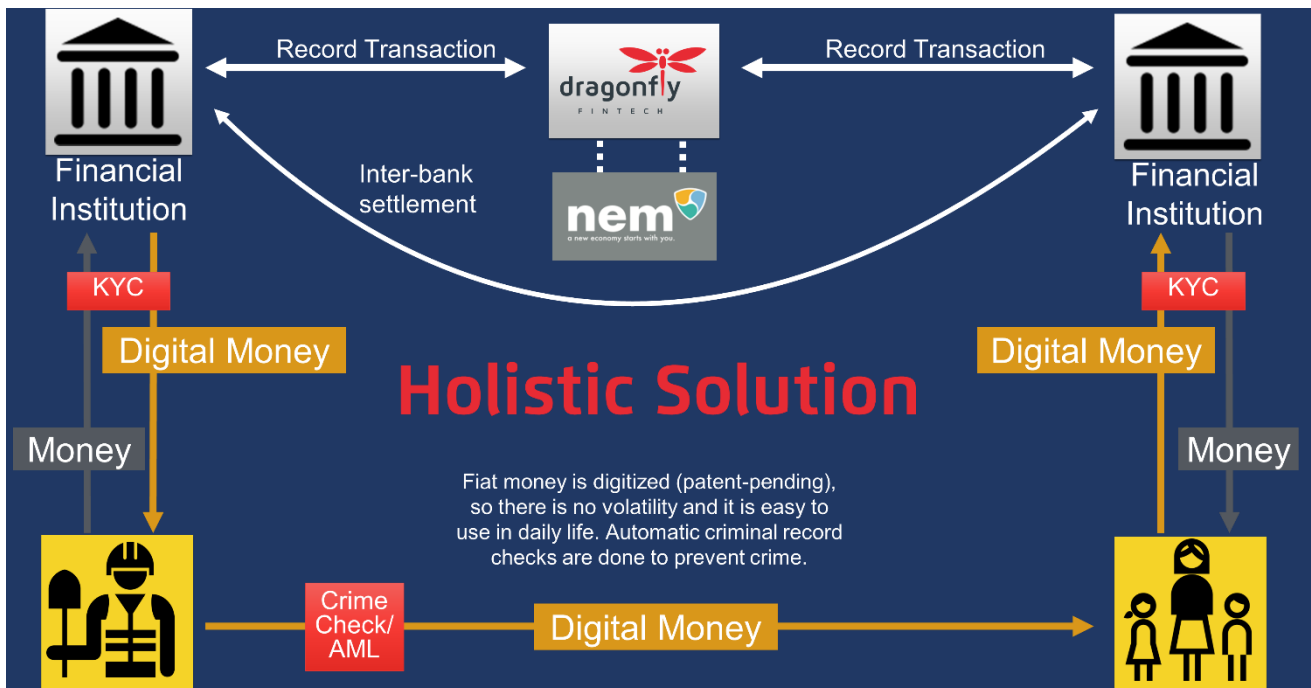 Record Transaction
dragonfly
FINTECH
Record Transaction
Financial
Institution
Inter-bank
settlement
nem
a new economy starts with you.
Financial
Institution
KYC
Digital Money
Money
KYC
Digital Money
Money
Holistic Solution
Fiat money is digitized (patent-pending),
so there is no volatility and it is easy to
use in daily life. Automatic criminal record
checks are done to prevent crime.
Crime
Check/
AML
Digital Money